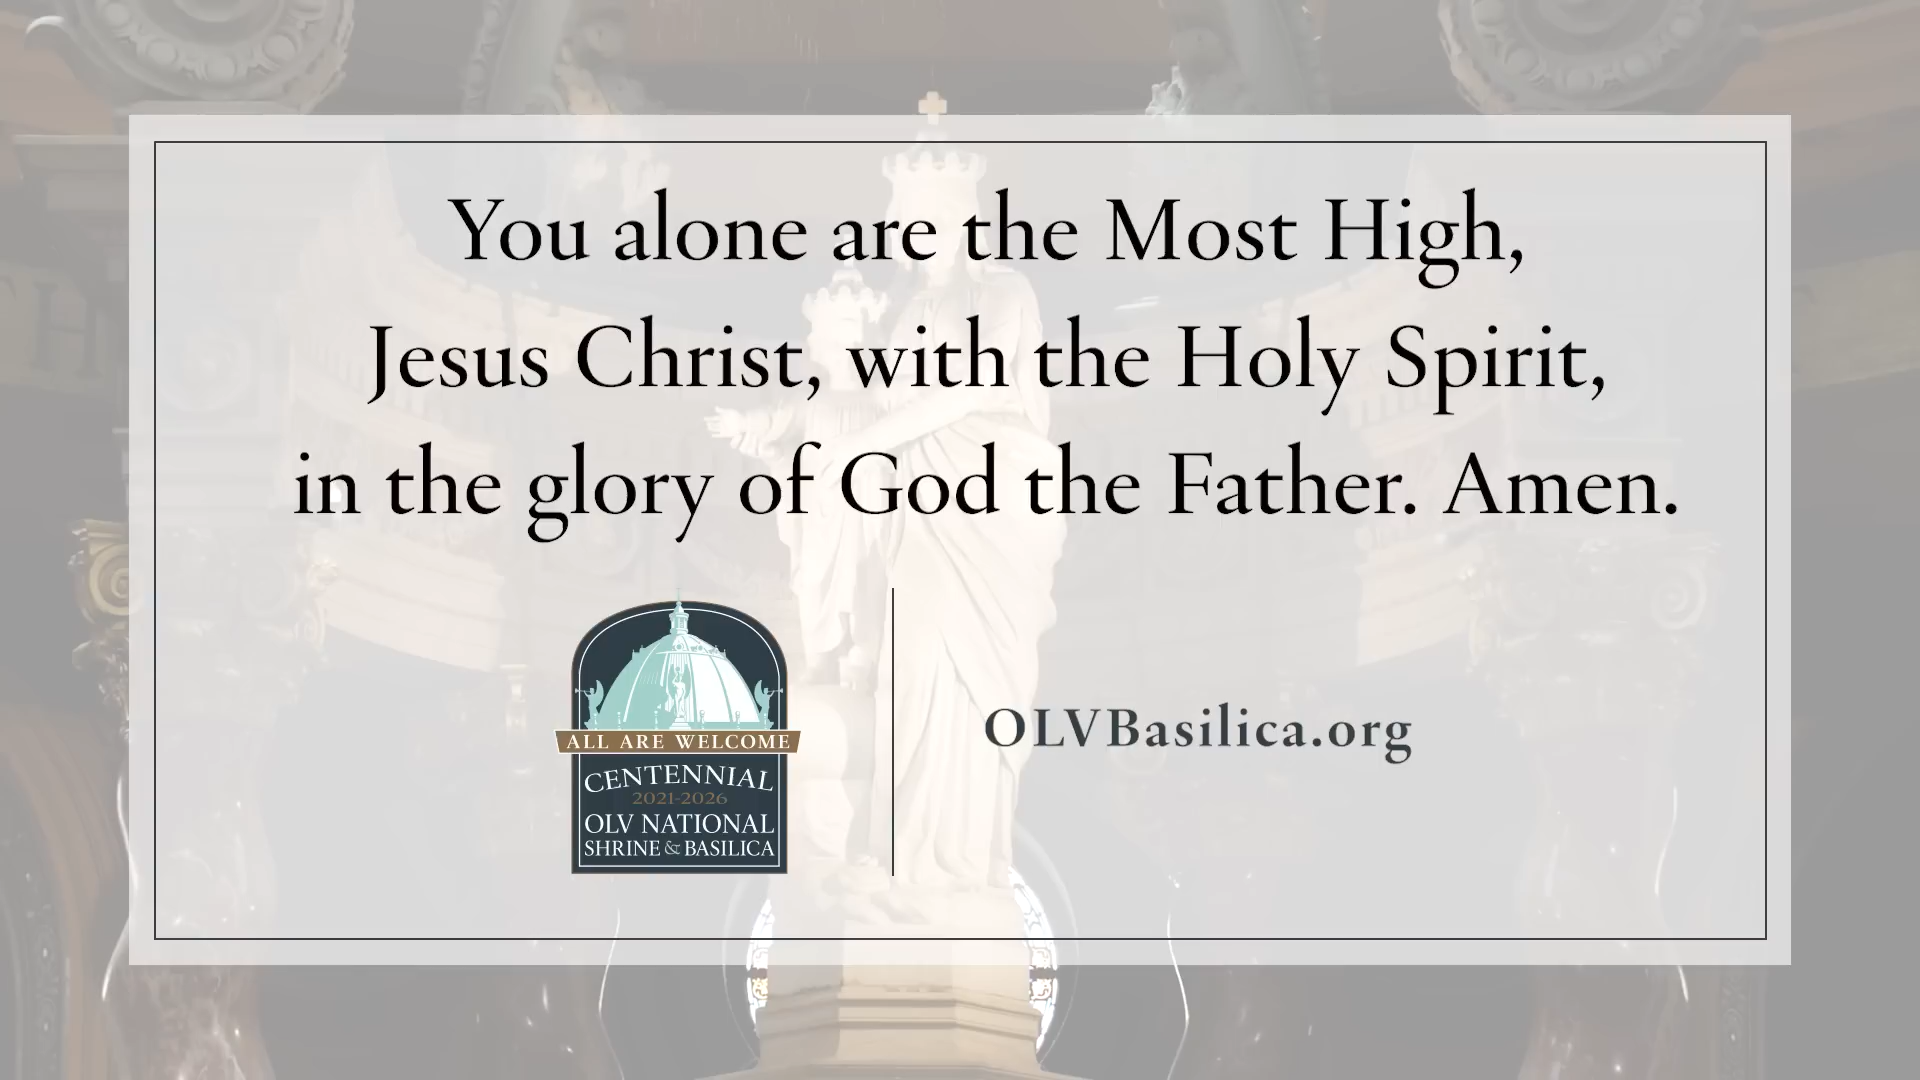 You alone are the Most High,
Jesus Christ, with the Holy Spirit,
in the glory of God the Father. Amen.
ALL ARE WELCOME
CENTENNIAL
2021-2026
OLV NATIONAL
SHRINE & BASILICA
OLVBasilica.org